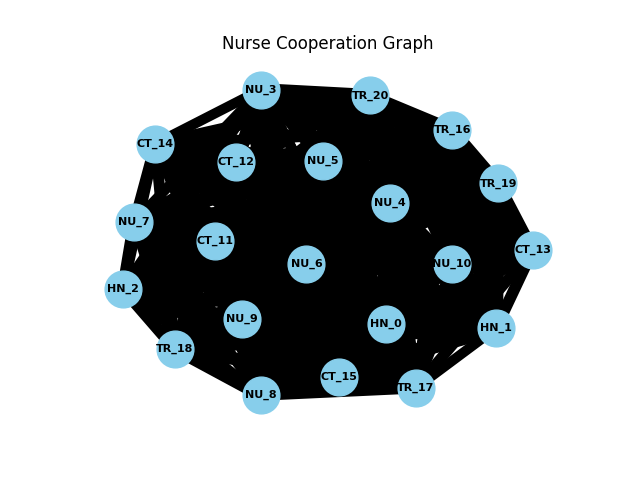 Nurse Cooperation Graph
NU_3
TR_20
TR_16
CT_14
CT_12
NU_5
TR_19
NU_4
NU_7
CT_11
CT_13
NU_6
NU_10
HN_2
NU_9
HN_0
HN_1
TR_18
CT_15
TR_17
NU_8